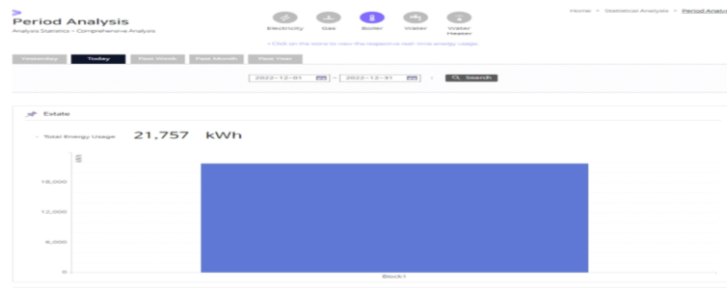 Home > Statistical Analysis > Period Analysis
Period Analysis
Analysis Statistics - Comprehensive Analysis
Electricity Gas Boiler Water Water Heater
• Click on the icons to view the respective real-time energy usage.
Yesterday Today Past Week Past Month Past Year
2022-12-01 ~ 2022-12-31 Search
Estate
- Total Energy Usage 21,757 kWh
kWh
18,000
12,000
6,000
0
Block1